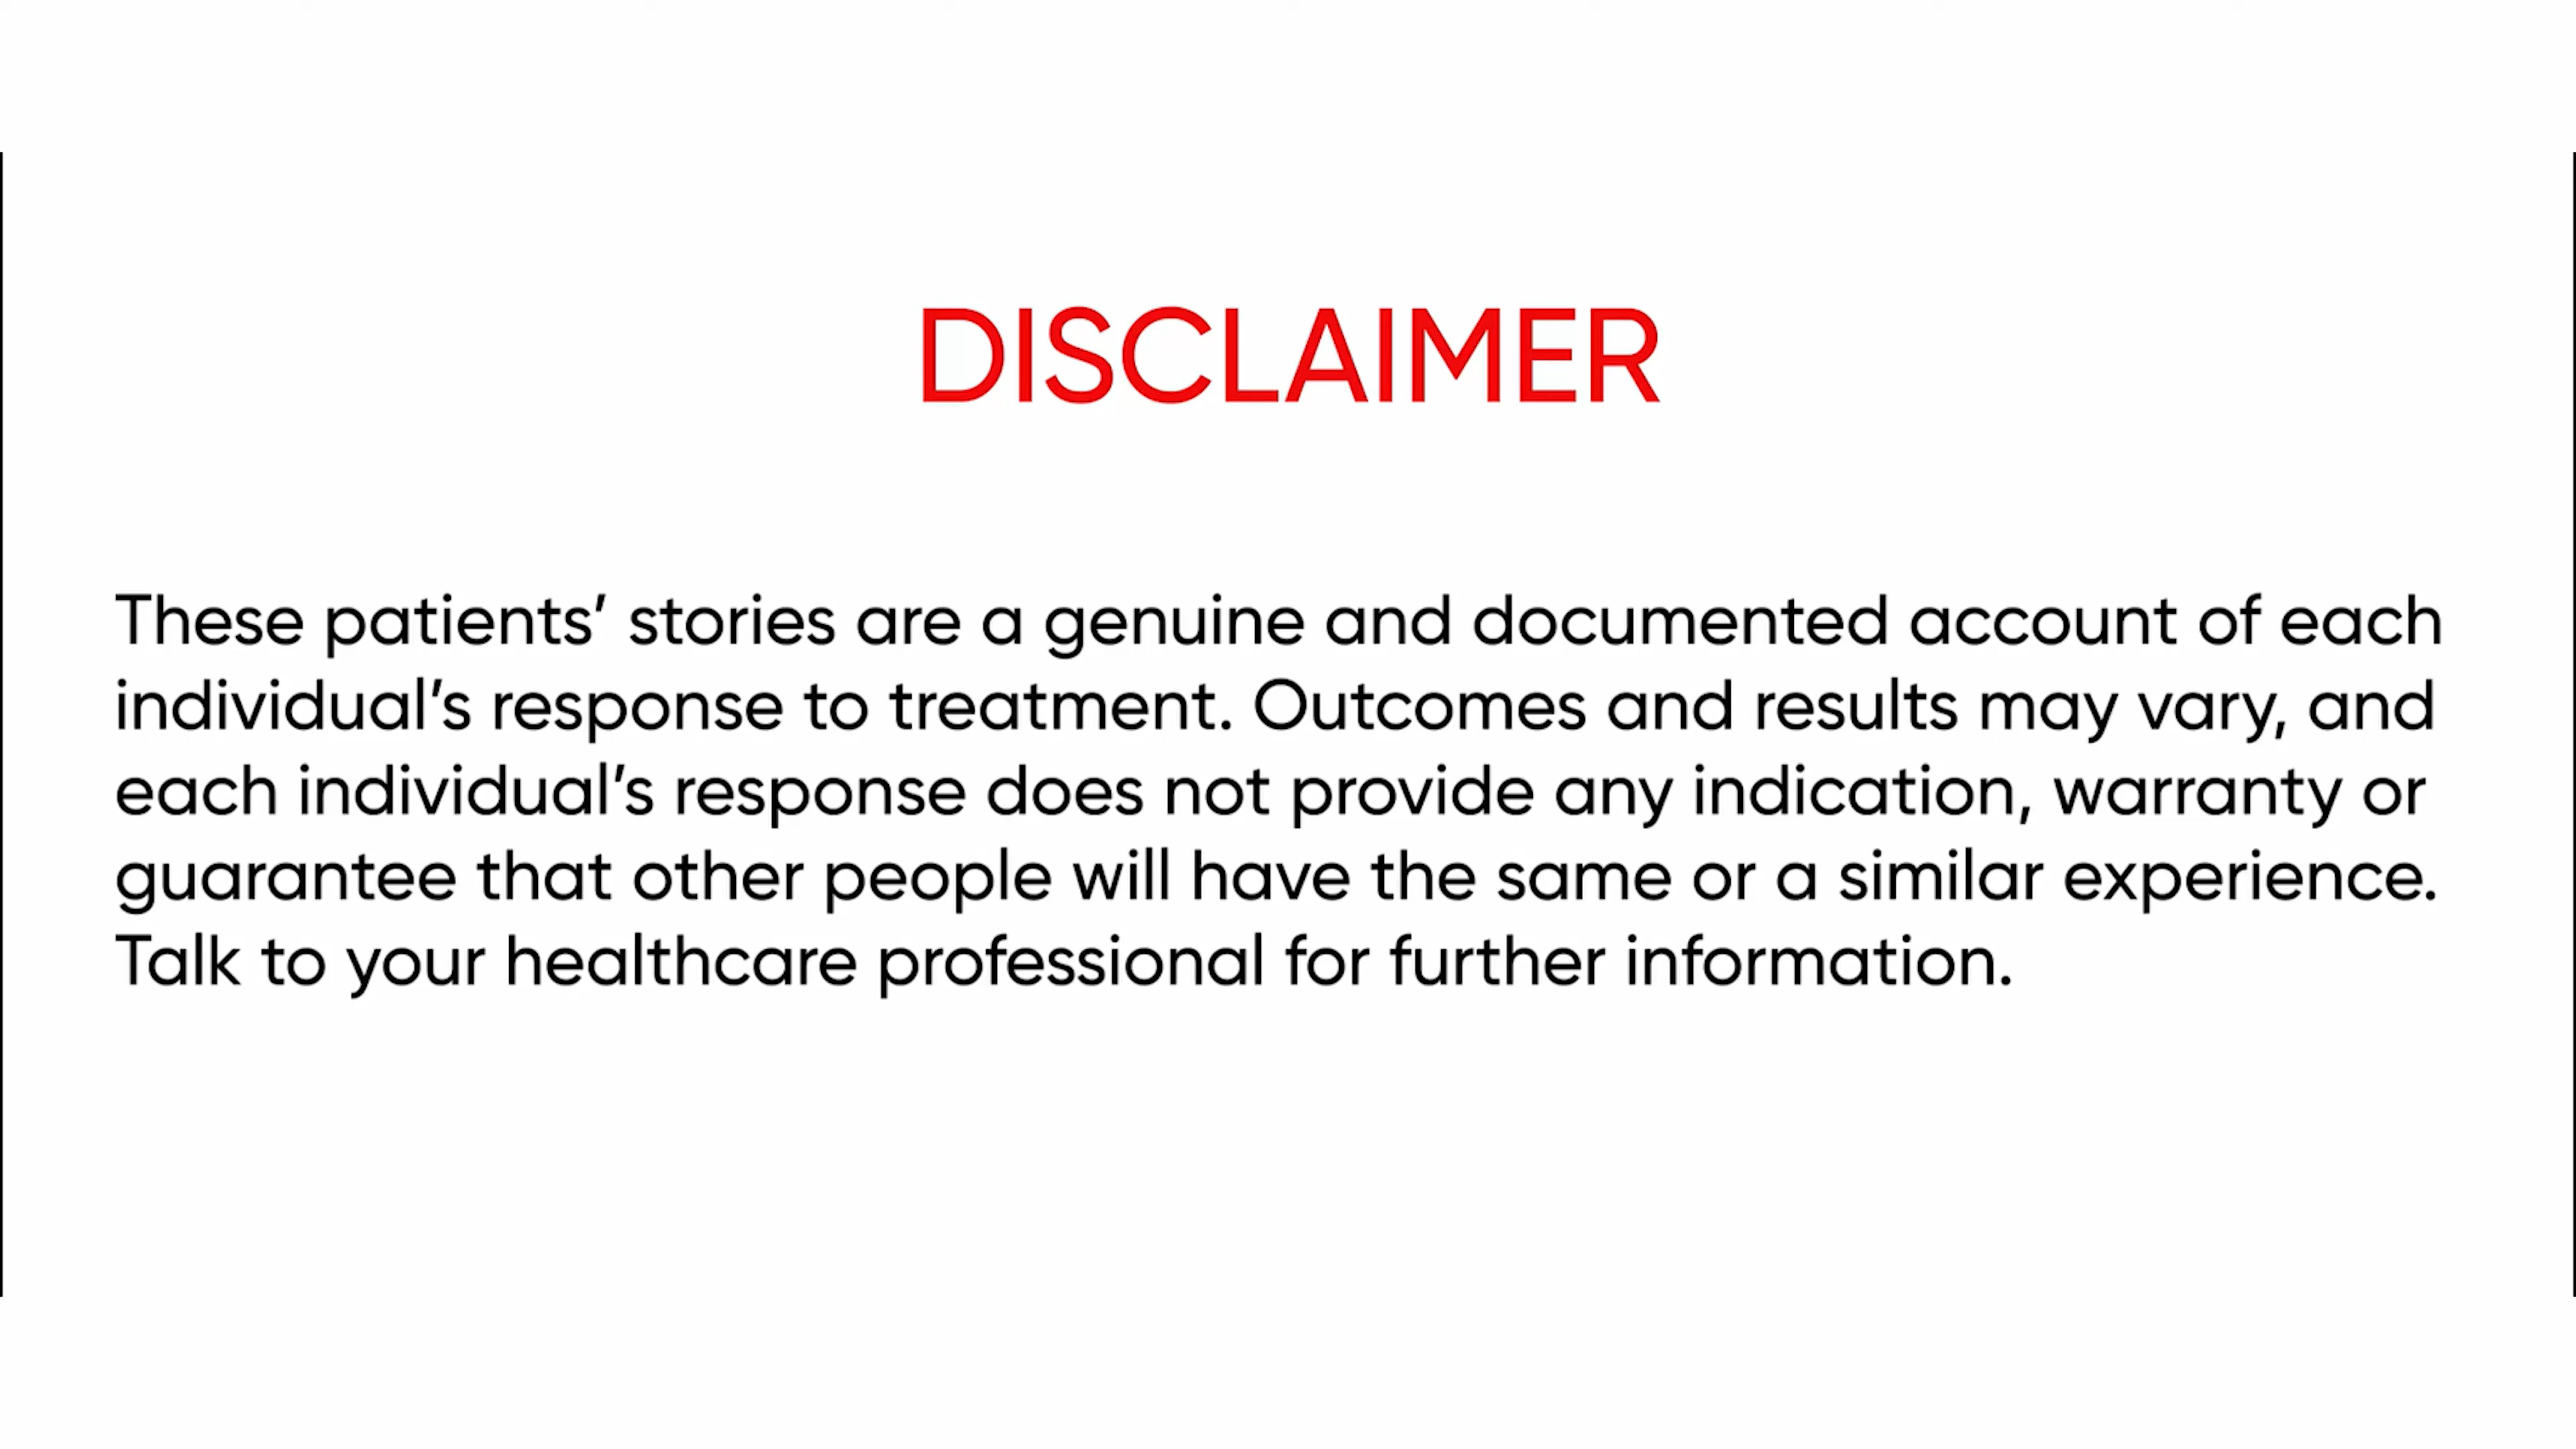 DISCLAIMER
These patients’ stories are a genuine and documented account of each
individual’s response to treatment. Outcomes and results may vary, and
each individual’s response does not provide any indication, warranty or
guarantee that other people will have the same or a similar experience.
Talk to your healthcare professional for further information.